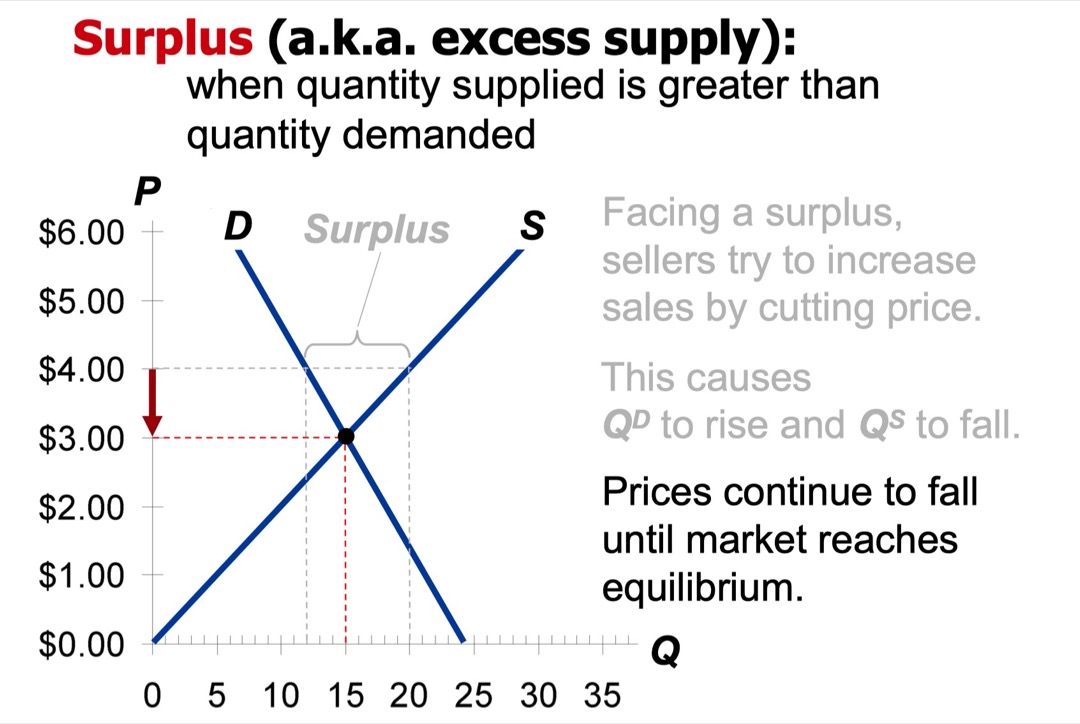 Surplus (a.k.a. excess supply):
when quantity supplied is greater than
quantity demanded
P
D
Surplus
S
$6.00
$5.00
$4.00
$3.00
$2.00
$1.00
$0.00
0 5 10 15 20 25 30 35
Q
Facing a surplus,
sellers try to increase
sales by cutting price.
This causes
Qᴰ to rise and Qˢ to fall.
Prices continue to fall
until market reaches
equilibrium.